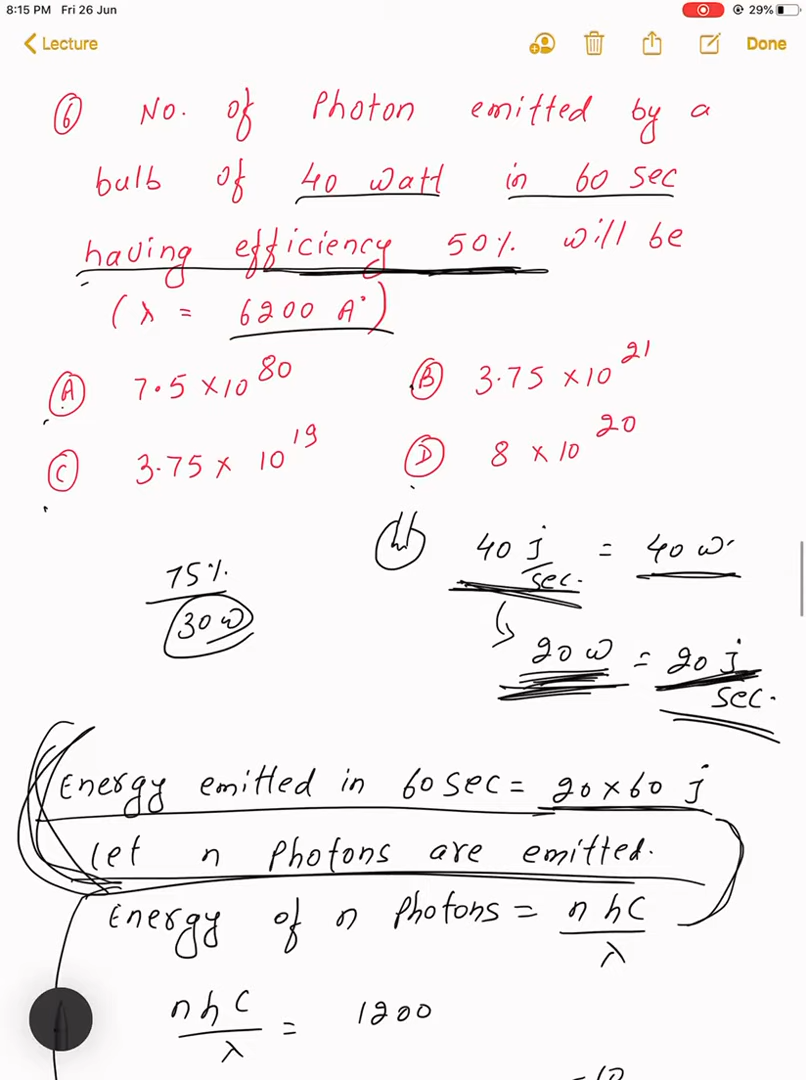 8:15 PM Fri 26 Jun
29%
Lecture
Done
⑥ No. of Photon emitted by a
bulb of 40 watt in 60 sec
having efficiency 50% will be
(λ = 6200 A°)
Ⓐ 7.5 × 10^80 Ⓑ 3.75 × 10^21
Ⓒ 3.75 × 10^19 Ⓓ 8 × 10^20
40 j/sec. = 40 w
75%
30 w
20 w = 20 j/sec.
Energy emitted in 60 sec = 20 × 60 j
Let n Photons are emitted.
Energy of n Photons = nhC/λ
nhC/λ = 1200